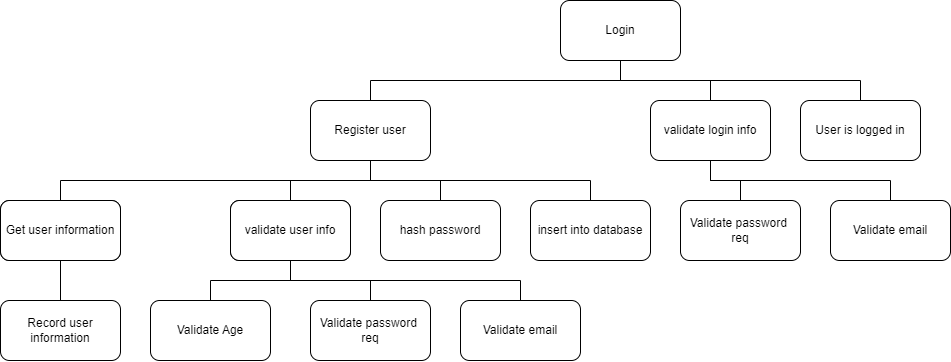 Login
Register user
validate login info
User is logged in
Get user information
validate user info
hash password
insert into database
Validate password
req
Validate email
Record user
information
Validate Age
Validate password
req
Validate email